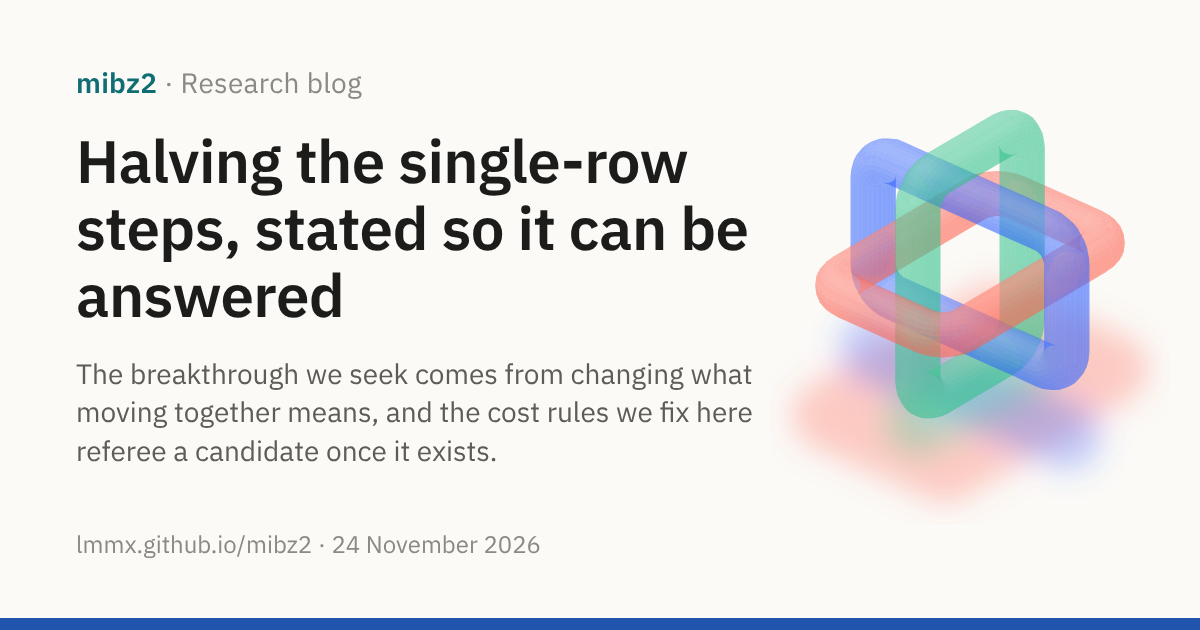 mibz2 · Research blog
Halving the single-row
steps, stated so it can be
answered
The breakthrough we seek comes from changing what
moving together means, and the cost rules we fix here
referee a candidate once it exists.
lmmx.github.io/mibz2 · 24 November 2026